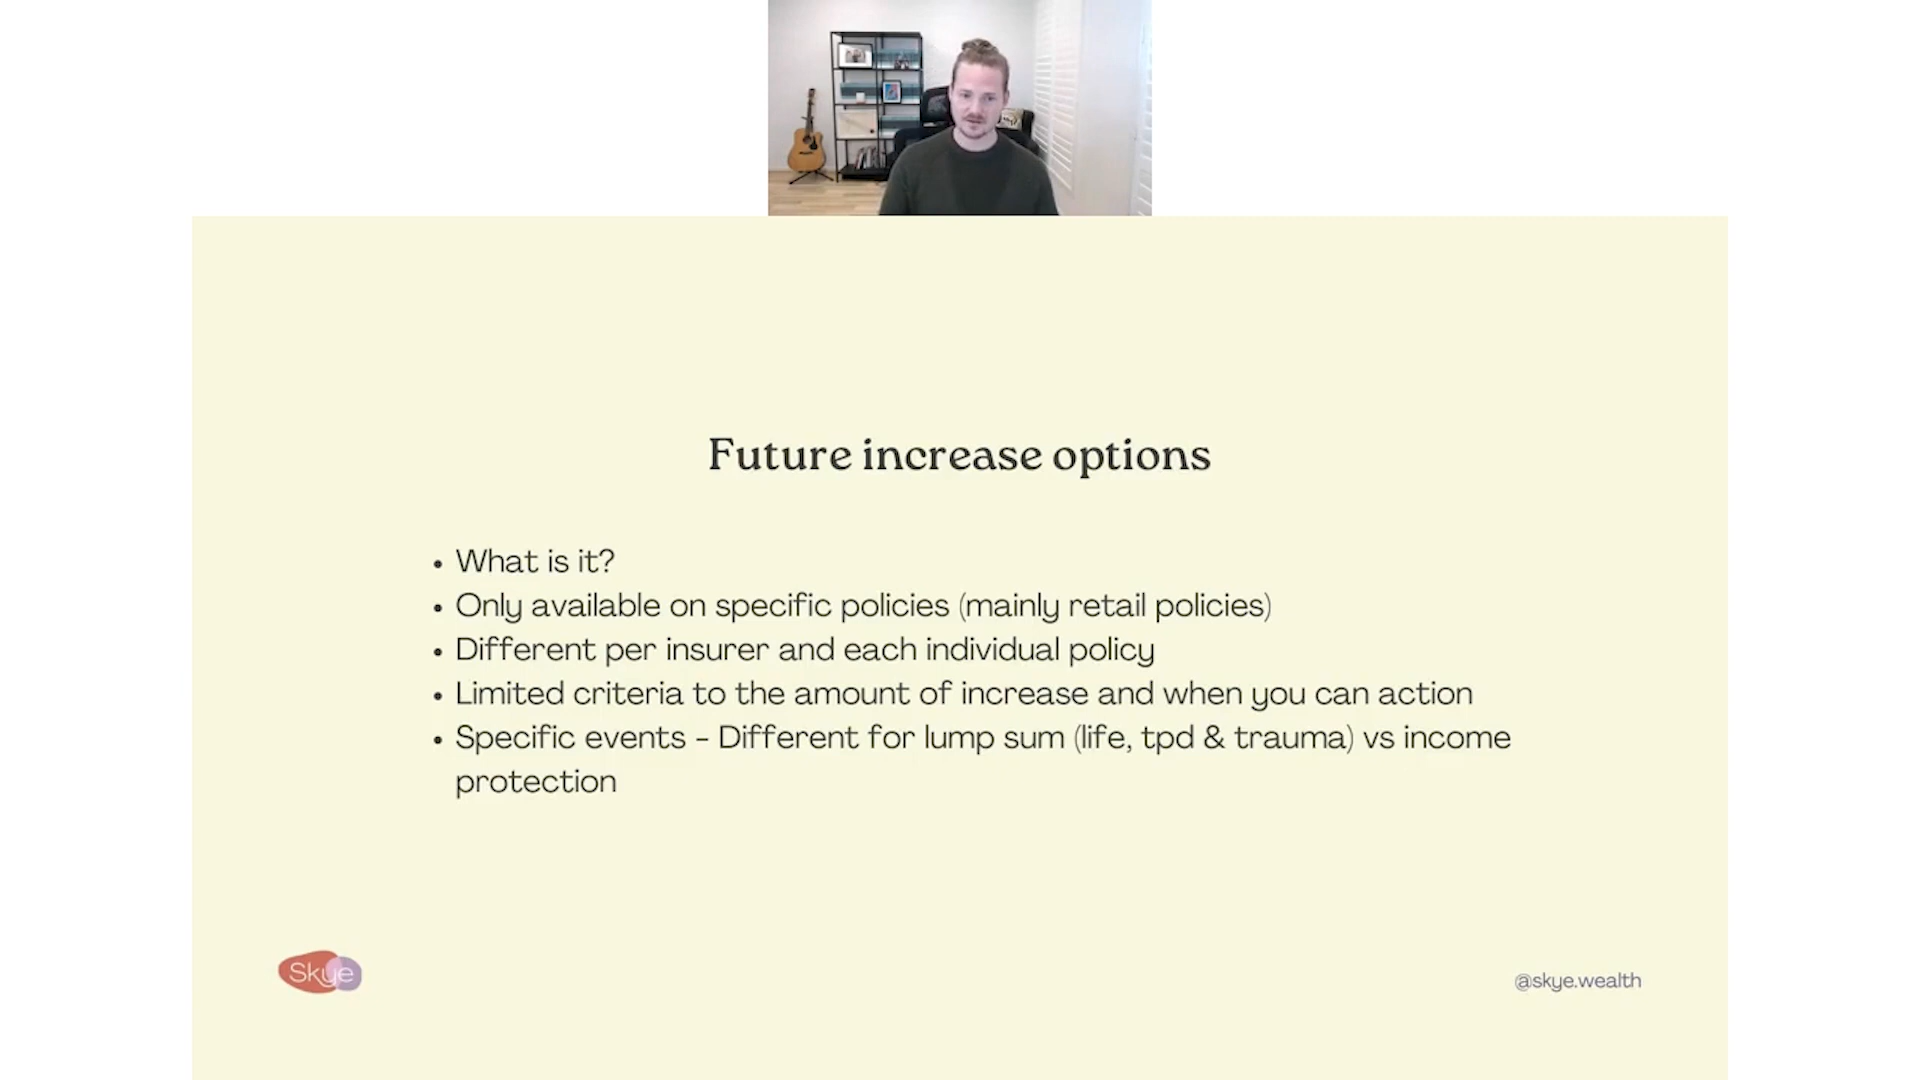 Future increase options
• What is it?
• Only available on specific policies (mainly retail policies)
• Different per insurer and each individual policy
• Limited criteria to the amount of increase and when you can action
• Specific events - Different for lump sum (life, tpd & trauma) vs income
protection
Skye
@skye.wealth